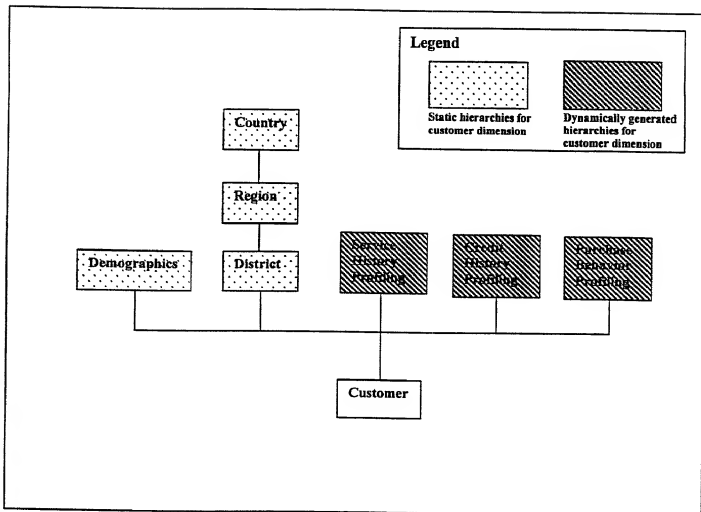 Legend
Static hierarchies for
customer dimension
Dynamically generated
hierarchies for
customer dimension
Country
Region
Demographics
District
Service
History
Profiling
Credit
History
Profiling
Purchase
Behavior
Profiling
Customer